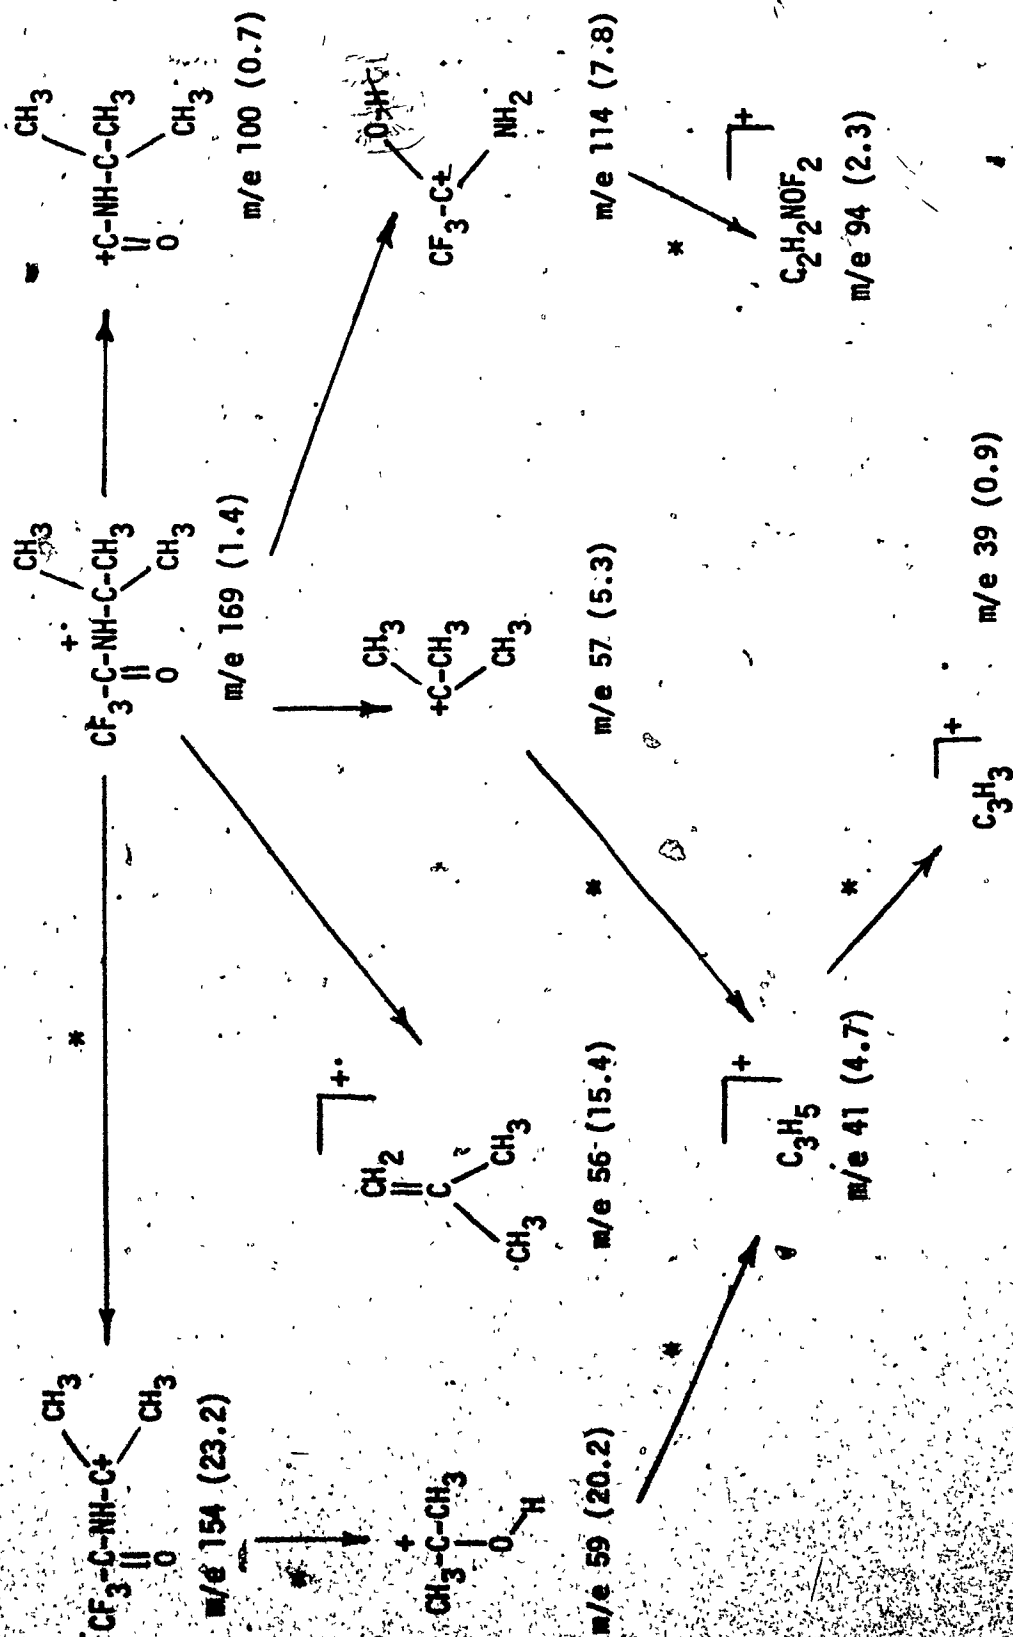 CF3-C-NH-C+
CH3
CH3
O
m/e 154 (23.2)
*
+·
CF3-C-NH-C-CH3
CH3
CH3
O
m/e 169 (1.4)
+C-NH-C-CH3
CH3
CH3
O
m/e 100 (0.7)
*
+
CH3-C-CH3
O
H
m/e 59 (20.2)
CH2
C
CH3
CH3
+·
m/e 56 (15.4)
+C-CH3
CH3
CH3
m/e 57 (5.3)
O-H
CF3-C+
NH2
m/e 114 (7.8)
*
*
*
C3H5
+
m/e 41 (4.7)
C2H2NOF2
+
m/e 94 (2.3)
*
C3H3
+
m/e 39 (0.9)